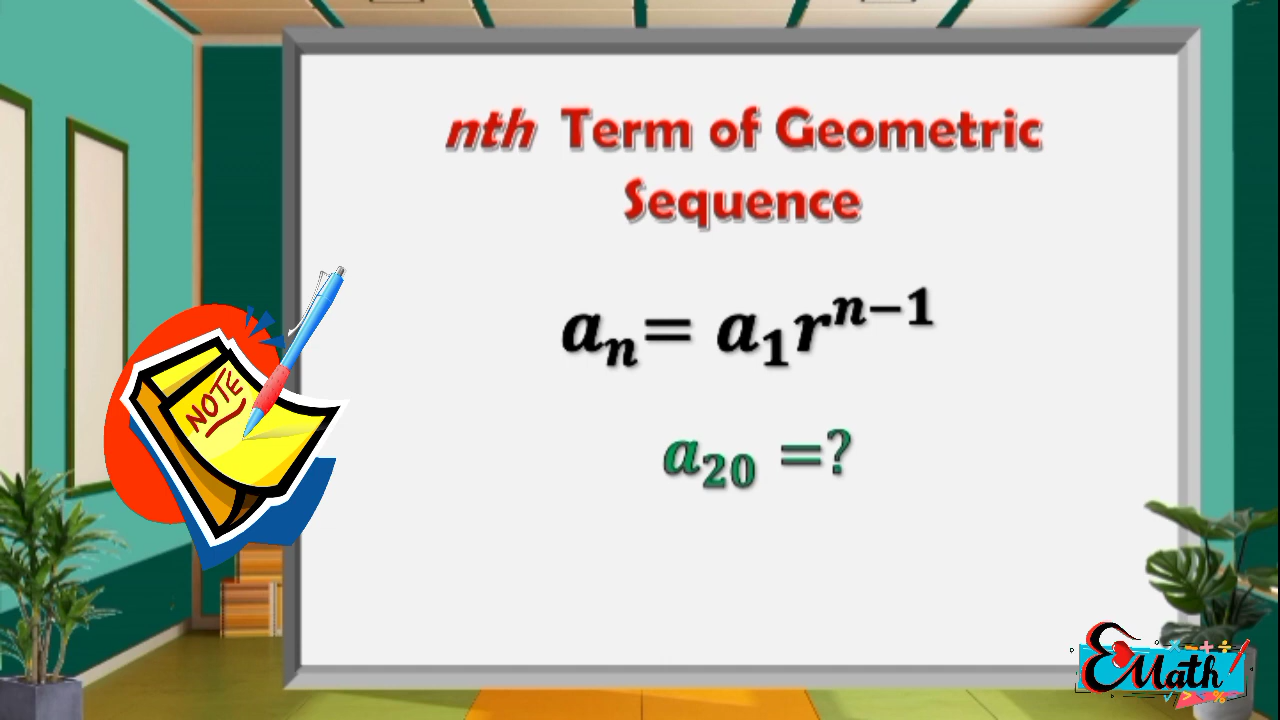 nth Term of Geometric
Sequence
aₙ= a₁rⁿ⁻¹
a₂₀ =?
NOTE
EMath